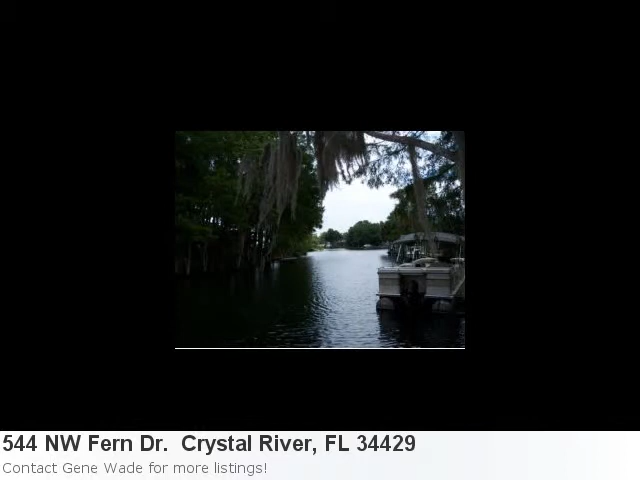 544 NW Fern Dr.  Crystal River, FL 34429
Contact Gene Wade for more listings!